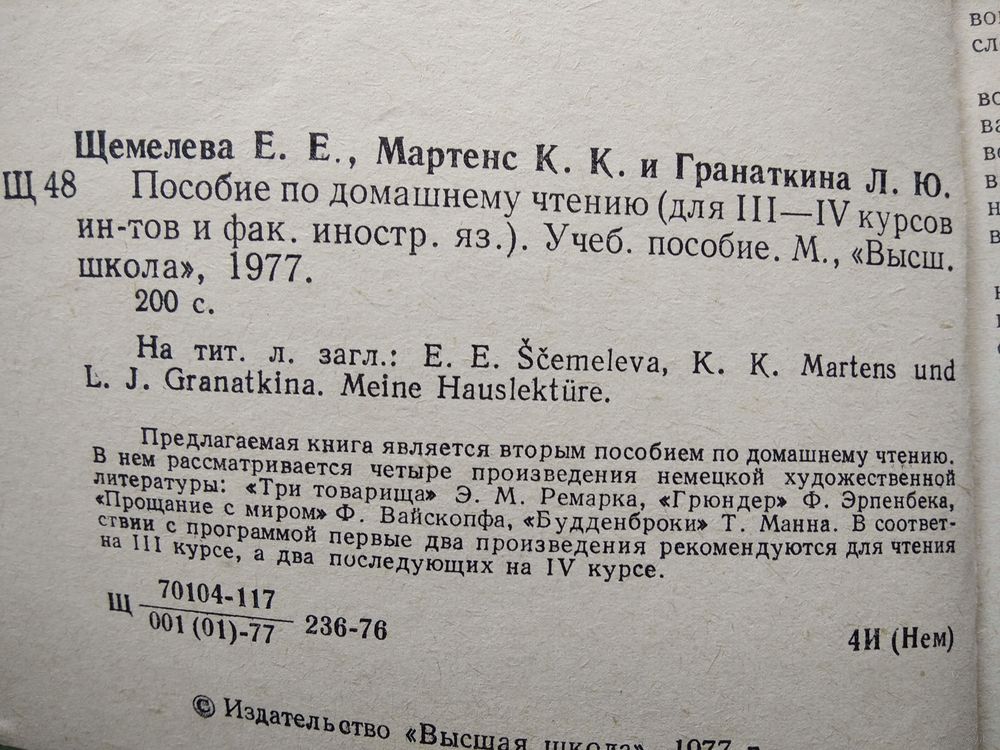 Щемелева Е. Е., Мартенс К. К. и Гранаткина Л. Ю.
Щ 48 Пособие по домашнему чтению (для III—IV курсов
ин-тов и фак. иностр. яз.). Учеб. пособие. М., «Высш.
школа», 1977.
200 с.
На тит. л. загл.: E. E. Ščemeleva, K. K. Martens und
L. J. Granatkina. Meine Hauslektüre.
Предлагаемая книга является вторым пособием по домашнему чтению.
В нем рассматривается четыре произведения немецкой художественной
литературы: «Три товарища» Э. М. Ремарка, «Грюндер» Ф. Эрпенбека,
«Прощание с миром» Ф. Вайскопфа, «Будденброки» Т. Манна. В соответ-
ствии с программой первые два произведения рекомендуются для чтения
на III курсе, а два последующих на IV курсе.
Щ 70104-117
001 (01)-77 236-76
4И (Нем)
© Издательство «Высшая школа», 1977 г.